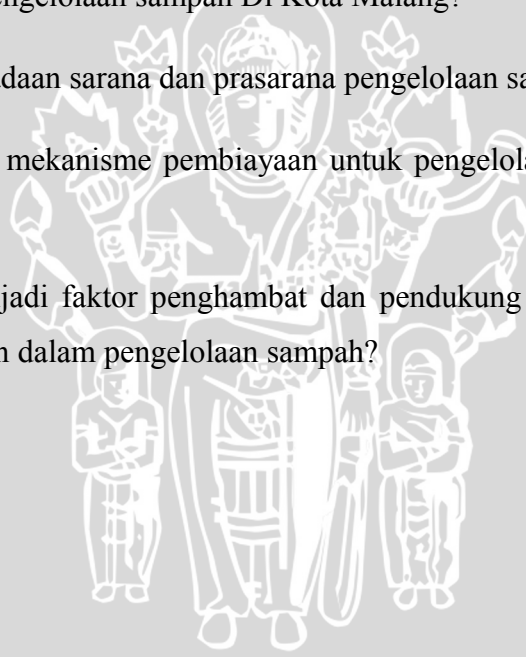 engelolaan sampah Di Kota Malang?
daan sarana dan prasarana pengelolaan sa
mekanisme pembiayaan untuk pengelola
jadi faktor penghambat dan pendukung
dalam pengelolaan sampah?